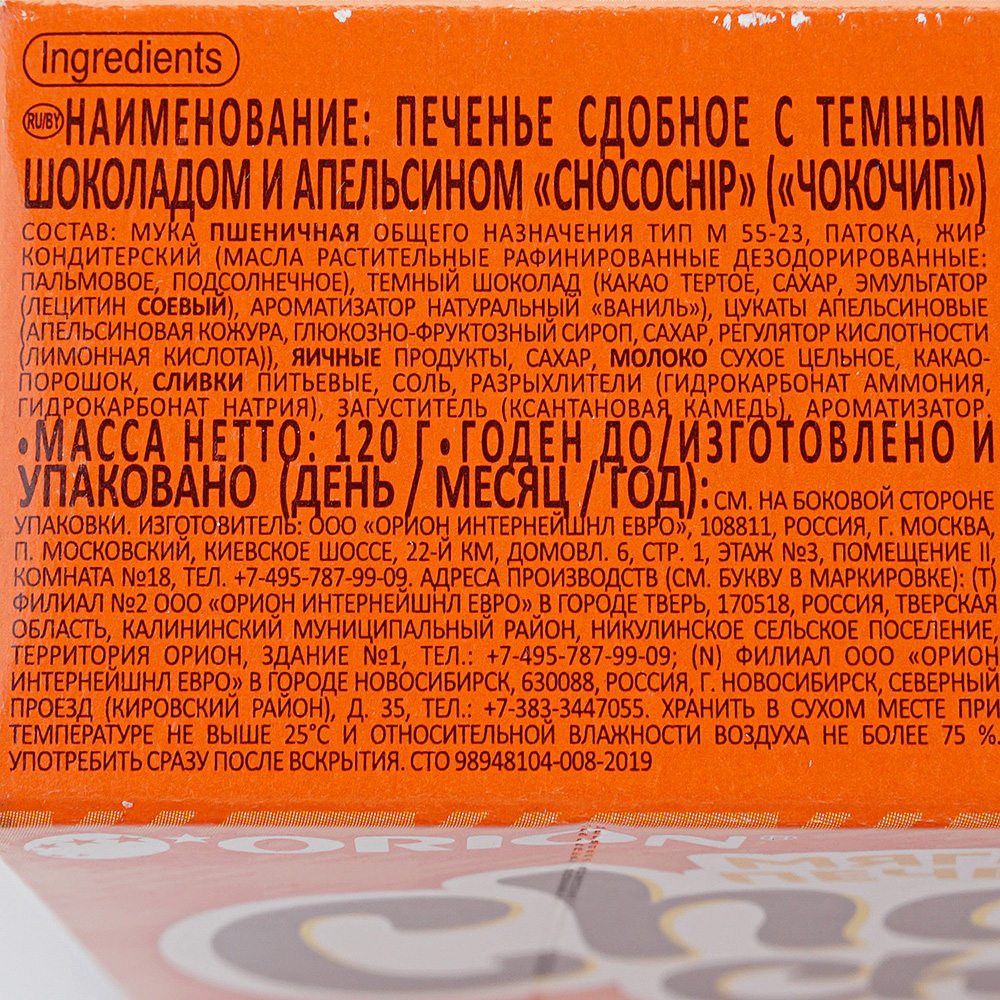 Ingredients
RU/BY НАИМЕНОВАНИЕ: ПЕЧЕНЬЕ СДОБНОЕ С ТЕМНЫМ
ШОКОЛАДОМ И АПЕЛЬСИНОМ «CHOCOCHIP» («ЧОКОЧИП»)
СОСТАВ: МУКА ПШЕНИЧНАЯ ОБЩЕГО НАЗНАЧЕНИЯ ТИП М 55-23, ПАТОКА, ЖИР
КОНДИТЕРСКИЙ (МАСЛА РАСТИТЕЛЬНЫЕ РАФИНИРОВАННЫЕ ДЕЗОДОРИРОВАННЫЕ:
ПАЛЬМОВОЕ, ПОДСОЛНЕЧНОЕ), ТЕМНЫЙ ШОКОЛАД (КАКАО ТЕРТОЕ, САХАР, ЭМУЛЬГАТОР
(ЛЕЦИТИН СОЕВЫЙ), АРОМАТИЗАТОР НАТУРАЛЬНЫЙ «ВАНИЛЬ»), ЦУКАТЫ АПЕЛЬСИНОВЫЕ
(АПЕЛЬСИНОВАЯ КОЖУРА, ГЛЮКОЗНО-ФРУКТОЗНЫЙ СИРОП, САХАР, РЕГУЛЯТОР КИСЛОТНОСТИ
(ЛИМОННАЯ КИСЛОТА)), ЯИЧНЫЕ ПРОДУКТЫ, САХАР, МОЛОКО СУХОЕ ЦЕЛЬНОЕ, КАКАО-
ПОРОШОК, СЛИВКИ ПИТЬЕВЫЕ, СОЛЬ, РАЗРЫХЛИТЕЛИ (ГИДРОКАРБОНАТ АММОНИЯ,
ГИДРОКАРБОНАТ НАТРИЯ), ЗАГУСТИТЕЛЬ (КСАНТАНОВАЯ КАМЕДЬ), АРОМАТИЗАТОР.
•МАССА НЕТТО: 120 Г•ГОДЕН ДО/ИЗГОТОВЛЕНО И
УПАКОВАНО (ДЕНЬ / МЕСЯЦ / ГОД): СМ. НА БОКОВОЙ СТОРОНЕ
УПАКОВКИ. ИЗГОТОВИТЕЛЬ: ООО «ОРИОН ИНТЕРНЕЙШНЛ ЕВРО», 108811, РОССИЯ, Г. МОСКВА,
П. МОСКОВСКИЙ, КИЕВСКОЕ ШОССЕ, 22-Й КМ, ДОМОВЛ. 6, СТР. 1, ЭТАЖ №3, ПОМЕЩЕНИЕ II,
КОМНАТА №18, ТЕЛ. +7-495-787-99-09. АДРЕСА ПРОИЗВОДСТВ (СМ. БУКВУ В МАРКИРОВКЕ): (T)
ФИЛИАЛ №2 ООО «ОРИОН ИНТЕРНЕЙШНЛ ЕВРО» В ГОРОДЕ ТВЕРЬ, 170518, РОССИЯ, ТВЕРСКАЯ
ОБЛАСТЬ, КАЛИНИНСКИЙ МУНИЦИПАЛЬНЫЙ РАЙОН, НИКУЛИНСКОЕ СЕЛЬСКОЕ ПОСЕЛЕНИЕ,
ТЕРРИТОРИЯ ОРИОН, ЗДАНИЕ №1, ТЕЛ.: +7-495-787-99-09; (N) ФИЛИАЛ ООО «ОРИОН
ИНТЕРНЕЙШНЛ ЕВРО» В ГОРОДЕ НОВОСИБИРСК, 630088, РОССИЯ, Г. НОВОСИБИРСК, СЕВЕРНЫЙ
ПРОЕЗД (КИРОВСКИЙ РАЙОН), Д. 35, ТЕЛ.: +7-383-3447055. ХРАНИТЬ В СУХОМ МЕСТЕ ПРИ
ТЕМПЕРАТУРЕ НЕ ВЫШЕ 25°С И ОТНОСИТЕЛЬНОЙ ВЛАЖНОСТИ ВОЗДУХА НЕ БОЛЕЕ 75 %.
УПОТРЕБИТЬ СРАЗУ ПОСЛЕ ВСКРЫТИЯ. СТО 98948104-008-2019
ORION